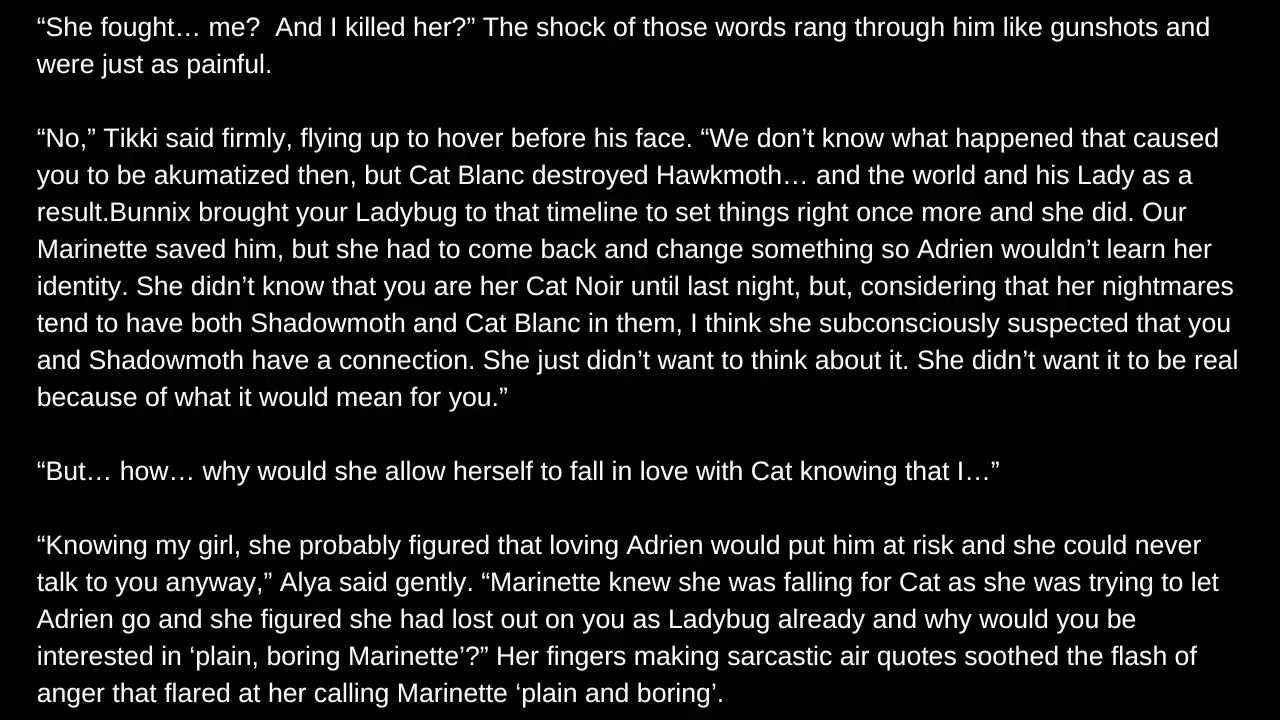 “She fought… me?  And I killed her?” The shock of those words rang through him like gunshots and
were just as painful.
“No,” Tikki said firmly, flying up to hover before his face. “We don’t know what happened that caused
you to be akumatized then, but Cat Blanc destroyed Hawkmoth… and the world and his Lady as a
result.Bunnix brought your Ladybug to that timeline to set things right once more and she did. Our
Marinette saved him, but she had to come back and change something so Adrien wouldn’t learn her
identity. She didn’t know that you are her Cat Noir until last night, but, considering that her nightmares
tend to have both Shadowmoth and Cat Blanc in them, I think she subconsciously suspected that you
and Shadowmoth have a connection. She just didn’t want to think about it. She didn’t want it to be real
because of what it would mean for you.”
“But… how… why would she allow herself to fall in love with Cat knowing that I…”
“Knowing my girl, she probably figured that loving Adrien would put him at risk and she could never
talk to you anyway,” Alya said gently. “Marinette knew she was falling for Cat as she was trying to let
Adrien go and she figured she had lost out on you as Ladybug already and why would you be
interested in ‘plain, boring Marinette’?” Her fingers making sarcastic air quotes soothed the flash of
anger that flared at her calling Marinette ‘plain and boring’.